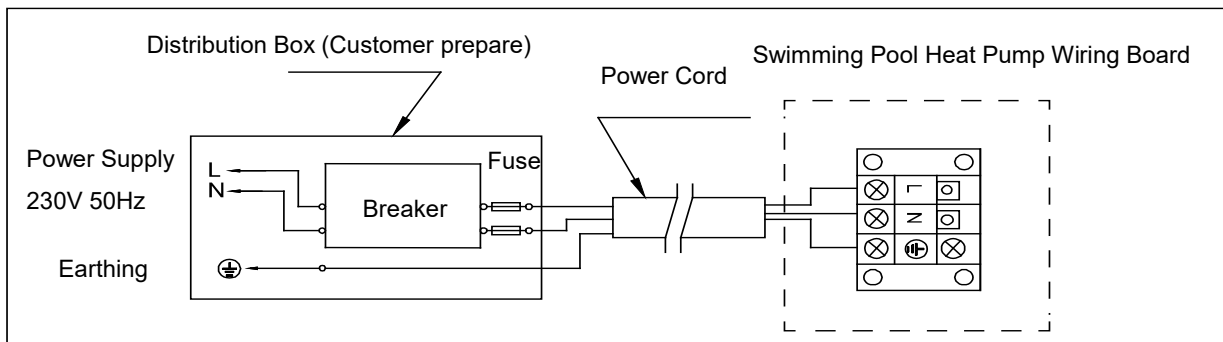 Distribution Box (Customer prepare)
Swimming Pool Heat Pump Wiring Board
Power Cord
Power Supply
230V 50Hz
L
N
Fuse
Breaker
Earthing
L
N